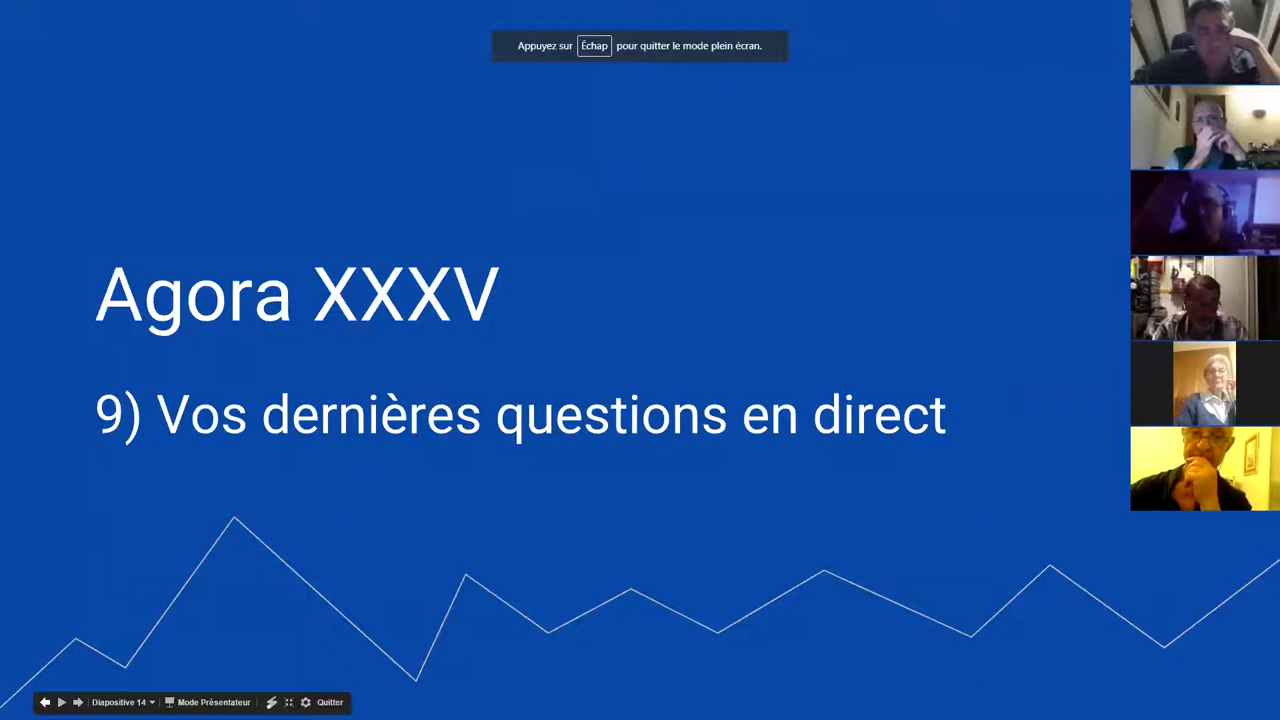 Appuyez sur Échap pour quitter le mode plein écran.
Agora XXXV
9) Vos dernières questions en direct
Diapositive 14 Mode Présentateur Quitter